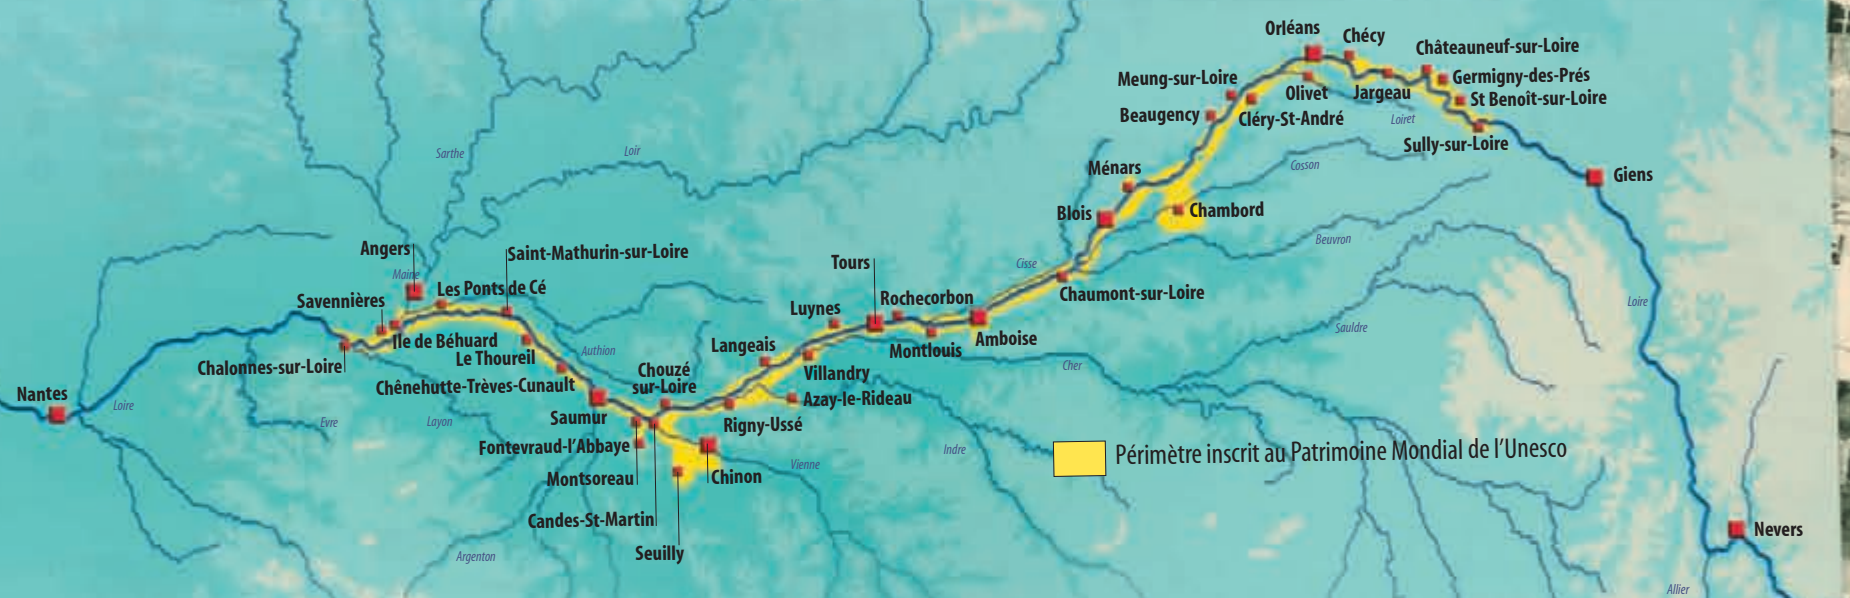 Orléans
Chécy
Châteauneuf-sur-Loire
Meung-sur-Loire
Germigny-des-Prés
Olivet
Jargeau
St Benoît-sur-Loire
Beaugency
Cléry-St-André
Loiret
Sully-sur-Loire
Sarthe
Loir
Ménars
Cosson
Giens
Blois
Chambord
Angers
Saint-Mathurin-sur-Loire
Beuvron
Maine
Tours
Cisse
Les Ponts de Cé
Savennières
Rochecorbon
Chaumont-sur-Loire
Loire
Luynes
Sauldre
Ile de Béhuard
Amboise
Langeais
Montlouis
Authion
Le Thoureil
Chalonnes-sur-Loire
Cher
Chouzé
sur-Loire
Villandry
Chênehutte-Trèves-Cunault
Nantes
Azay-le-Rideau
Loire
Saumur
Evre
Layon
Rigny-Ussé
Fontevraud-l'Abbaye
Indre
Périmètre inscrit au Patrimoine Mondial de l'Unesco
Vienne
Montsoreau
Chinon
Candes-St-Martin
Nevers
Seuilly
Argenton
Allier